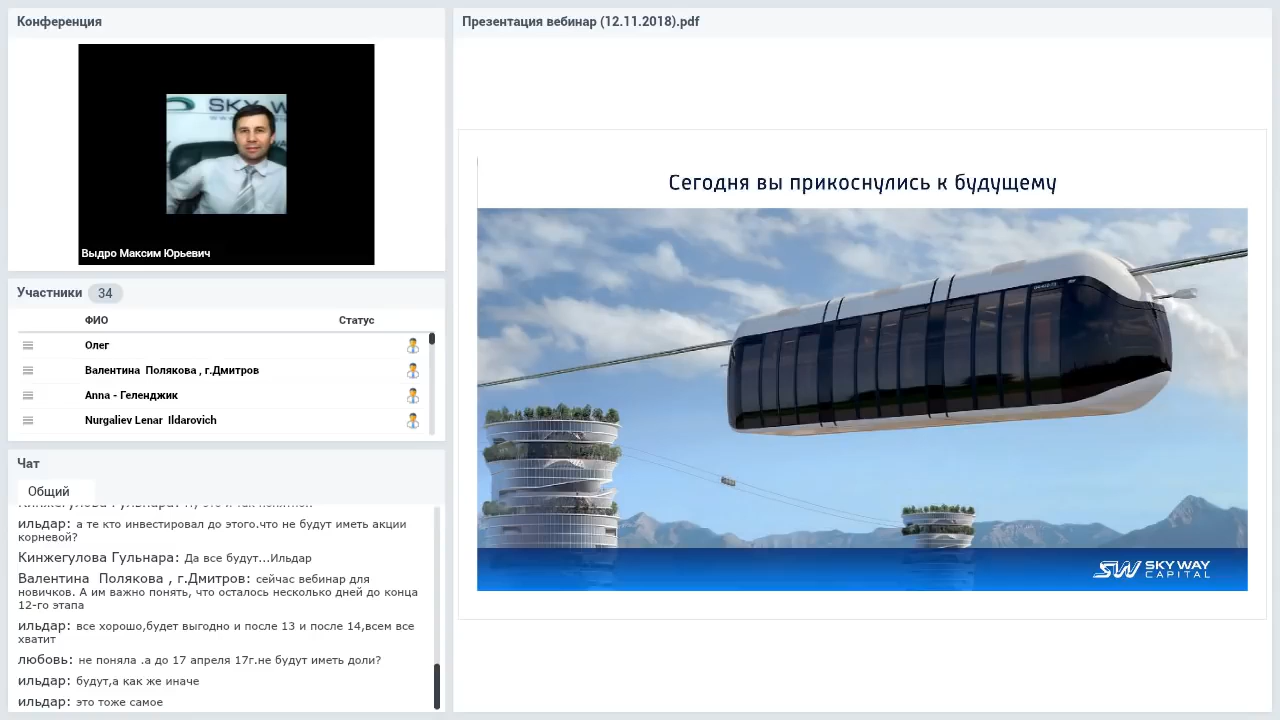 Конференция
SKY W
Выдро Максим Юрьевич
Участники 34
ФИО Статус
Олег
Валентина Полякова , г.Дмитров
Anna - Геленджик
Nurgaliev Lenar Ildarovich
Чат
Общий
ильдар: а те кто инвестировал до этого.что не будут иметь акции
корневой?
Кинжегулова Гульнара: Да все будут...Ильдар
Валентина Полякова , г.Дмитров: сейчас вебинар для
новичков. А им важно понять, что осталось несколько дней до конца
12-го этапа
ильдар: все хорошо,будет выгодно и после 13 и после 14,всем все
хватит
любовь: не поняла .а до 17 апреля 17г.не будут иметь доли?
ильдар: будут,а как же иначе
ильдар: это тоже самое
Презентация вебинар (12.11.2018).pdf
Сегодня вы прикоснулись к будущему
SW SKY WAY
CAPITAL